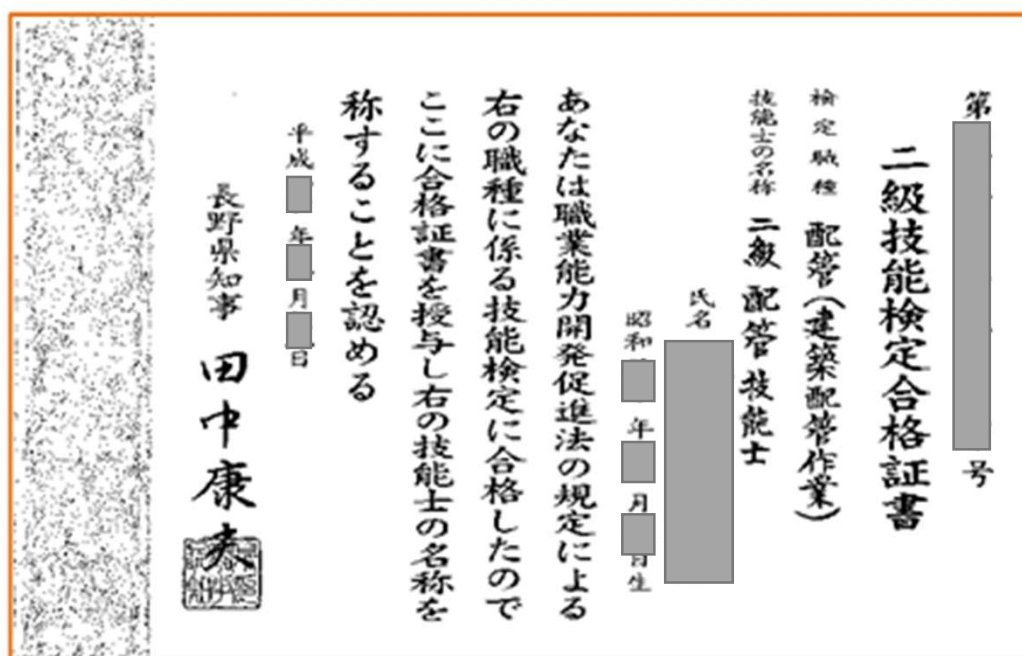 第
号
二級技能検定合格証書
検定職種 配管(建築配管作業)
技能士の名称 二級 配管技能士
氏名
昭和 年 月 日生
あなたは職業能力開発促進法の規定による
右の職種に係る技能検定に合格したので
ここに合格証書を授与し右の技能士の名称を
称することを認める
平成 年 月 日
長野県知事 田中康夫